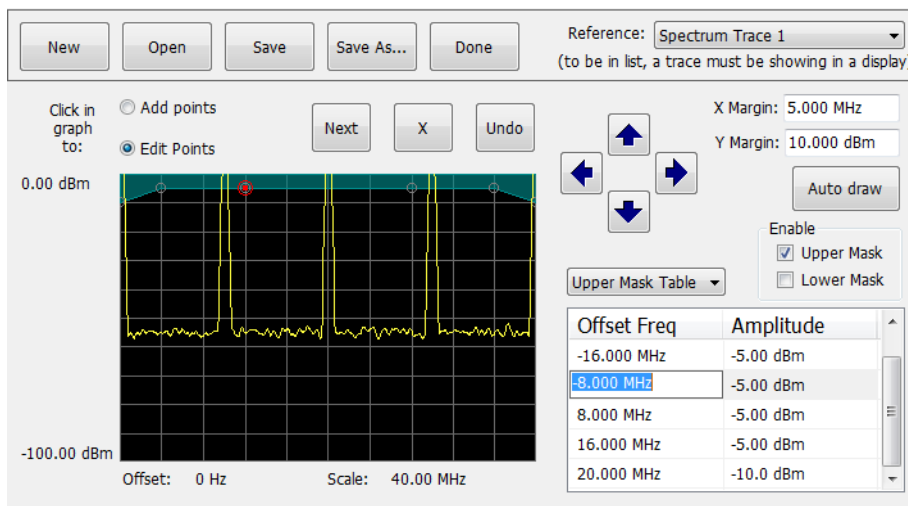 New Open Save Save As... Done
Reference: Spectrum Trace 1
(to be in list, a trace must be showing in a display)
Click in graph to:
Add points
Edit Points
Next X Undo
X Margin: 5.000 MHz
Y Margin: 10.000 dBm
Auto draw
Enable
Upper Mask
Lower Mask
0.00 dBm
-100.00 dBm
Offset: 0 Hz Scale: 40.00 MHz
Upper Mask Table
Offset Freq Amplitude
-16.000 MHz -5.00 dBm
-8.000 MHz -5.00 dBm
8.000 MHz -5.00 dBm
16.000 MHz -5.00 dBm
20.000 MHz -10.0 dBm